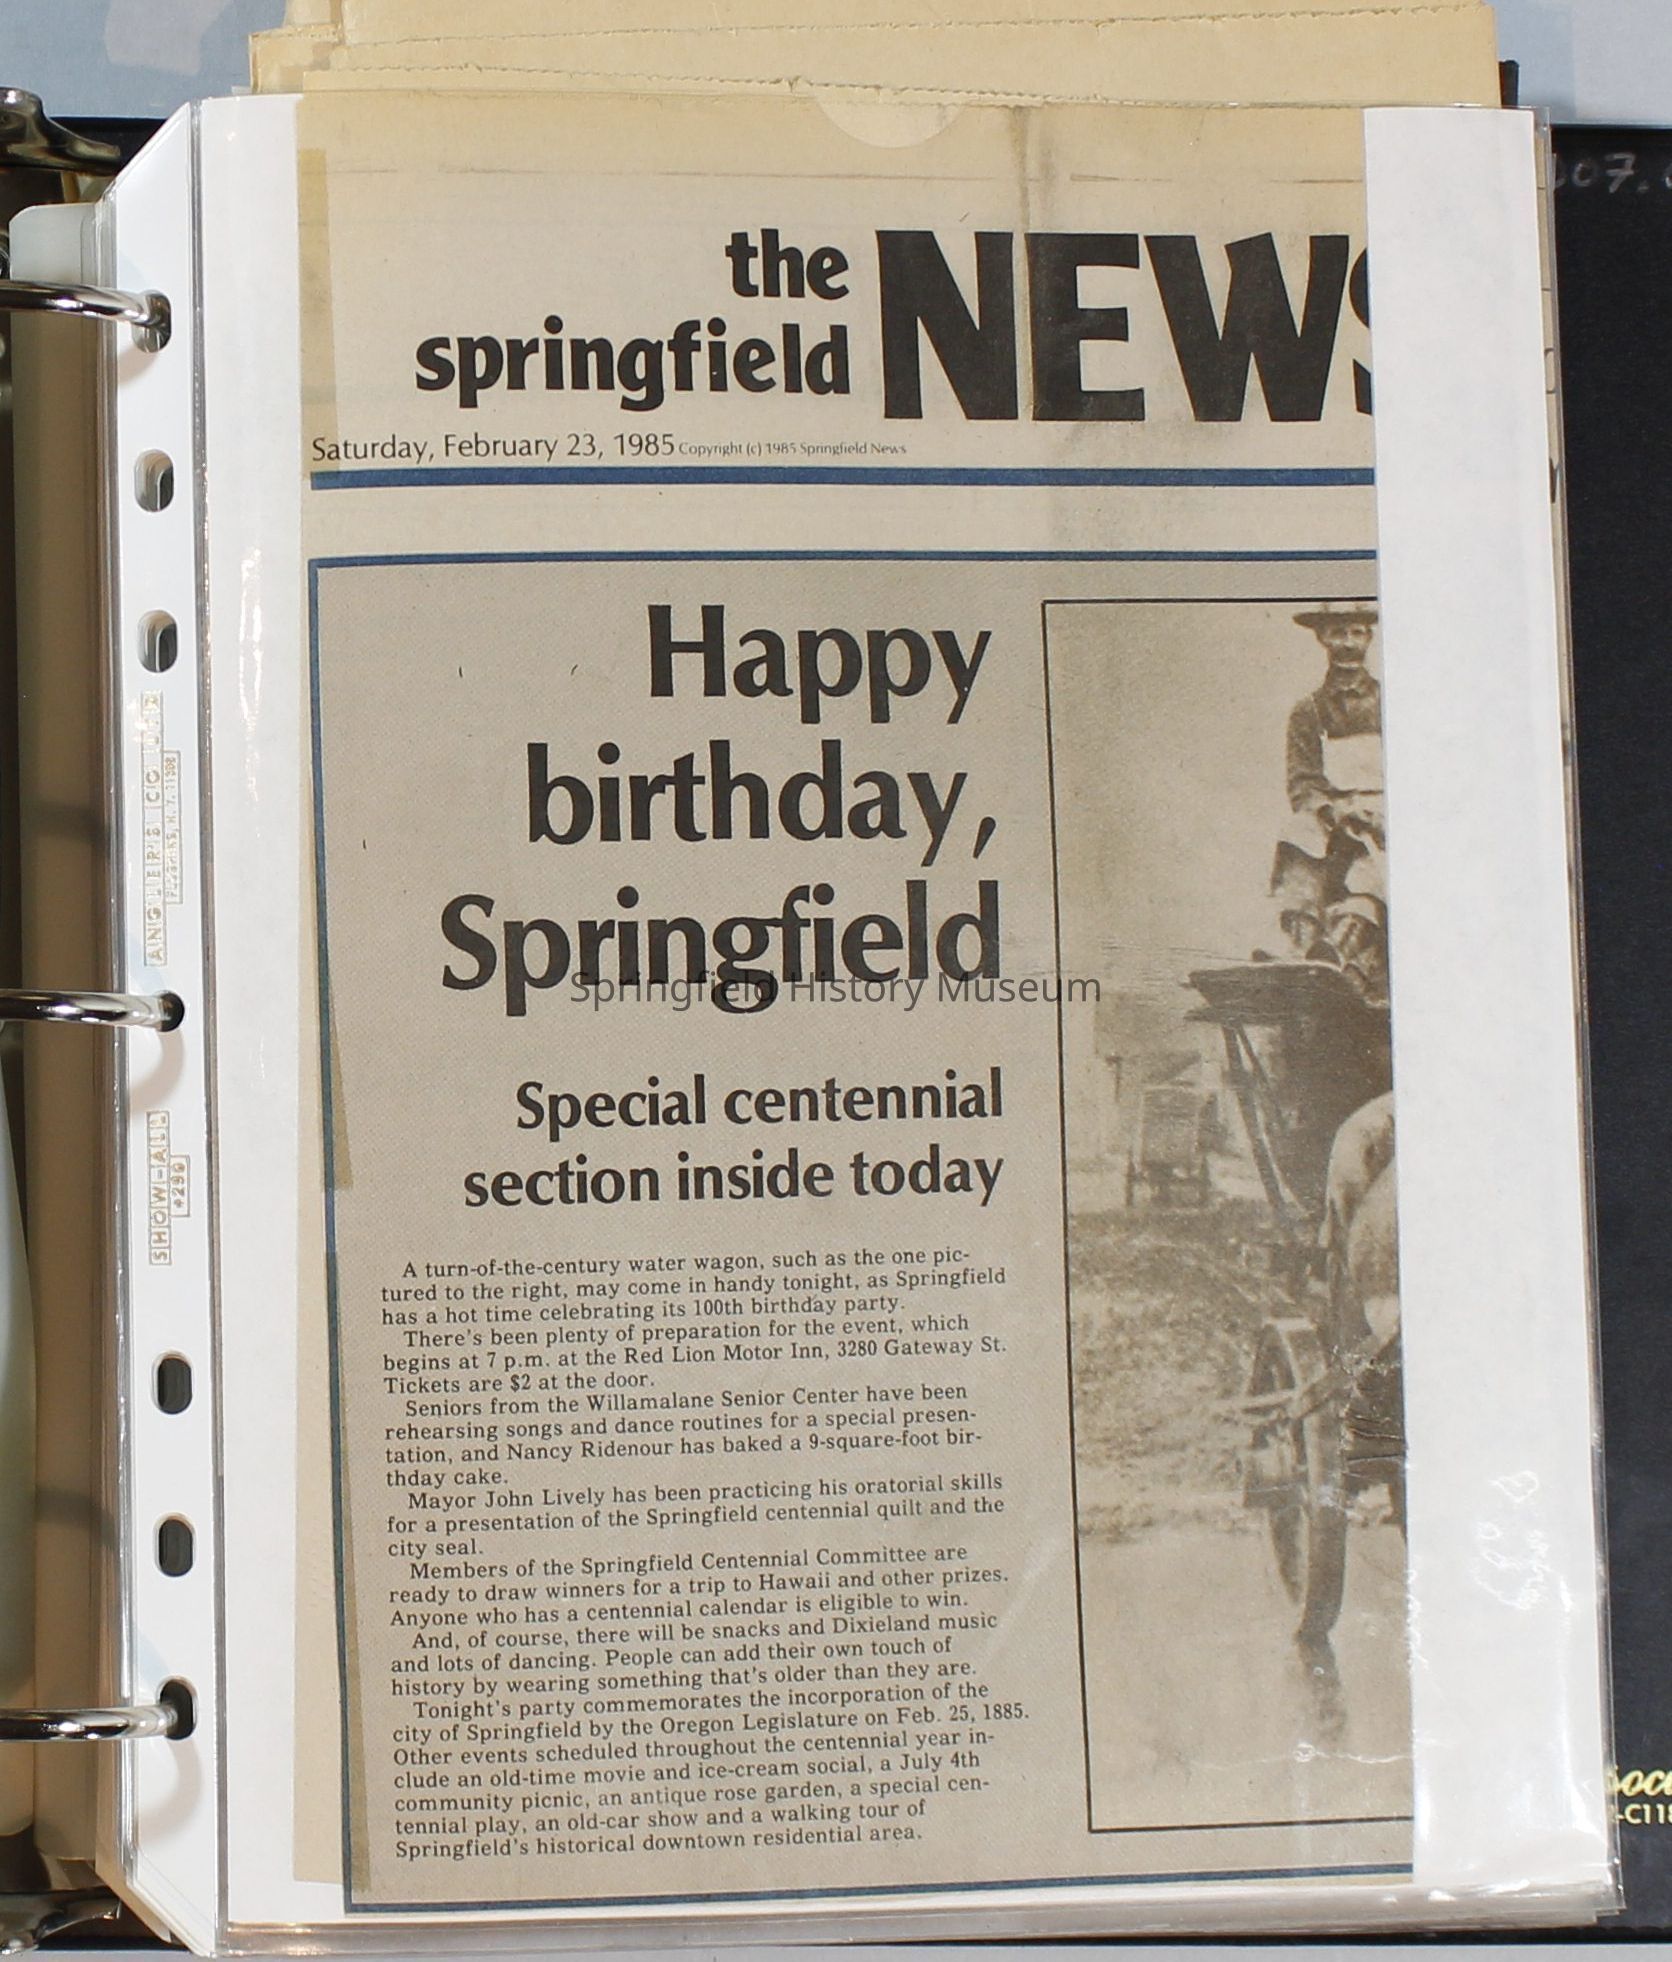 007.
the
springfield
NEWS
Saturday, February 23, 1985 Copyright (c) 1985 Springfield News
Happy
birthday,
Springfield
Springfield History Museum
Special centennial
section inside today
A turn-of-the-century water wagon, such as the one pic-
tured to the right, may come in handy tonight, as Springfield
has a hot time celebrating its 100th birthday party.
There's been plenty of preparation for the event, which
begins at 7 p.m. at the Red Lion Motor Inn, 3280 Gateway St.
Tickets are $2 at the door.
Seniors from the Willamalane Senior Center have been
rehearsing songs and dance routines for a special presen-
tation, and Nancy Ridenour has baked a 9-square-foot bir-
thday cake.
Mayor John Lively has been practicing his oratorial skills
for a presentation of the Springfield centennial quilt and the
city seal.
Members of the Springfield Centennial Committee are
ready to draw winners for a trip to Hawaii and other prizes.
Anyone who has a centennial calendar is eligible to win.
And, of course, there will be snacks and Dixieland music
and lots of dancing. People can add their own touch of
history by wearing something that's older than they are.
Tonight's party commemorates the incorporation of the
city of Springfield by the Oregon Legislature on Feb. 25, 1885.
Other events scheduled throughout the centennial year in-
clude an old-time movie and ice-cream social, a July 4th
community picnic, an antique rose garden, a special cen-
tennial play, an old-car show and a walking tour of
Springfield's historical downtown residential area.
ANGLER'S CO
N.Y. 11366
SHOW-ALL
#290
-C118